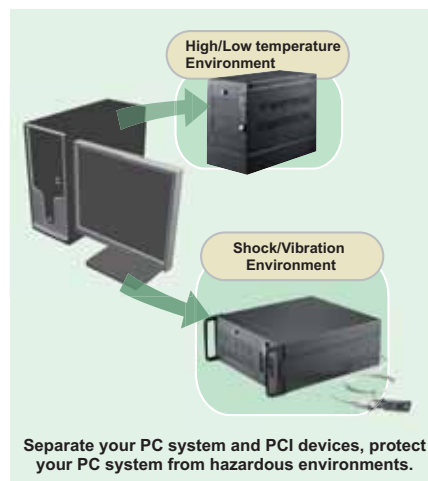 High/Low temperature
Environment
Shock/Vibration
Environment
Separate your PC system and PCI devices, protect
your PC system from hazardous environments.